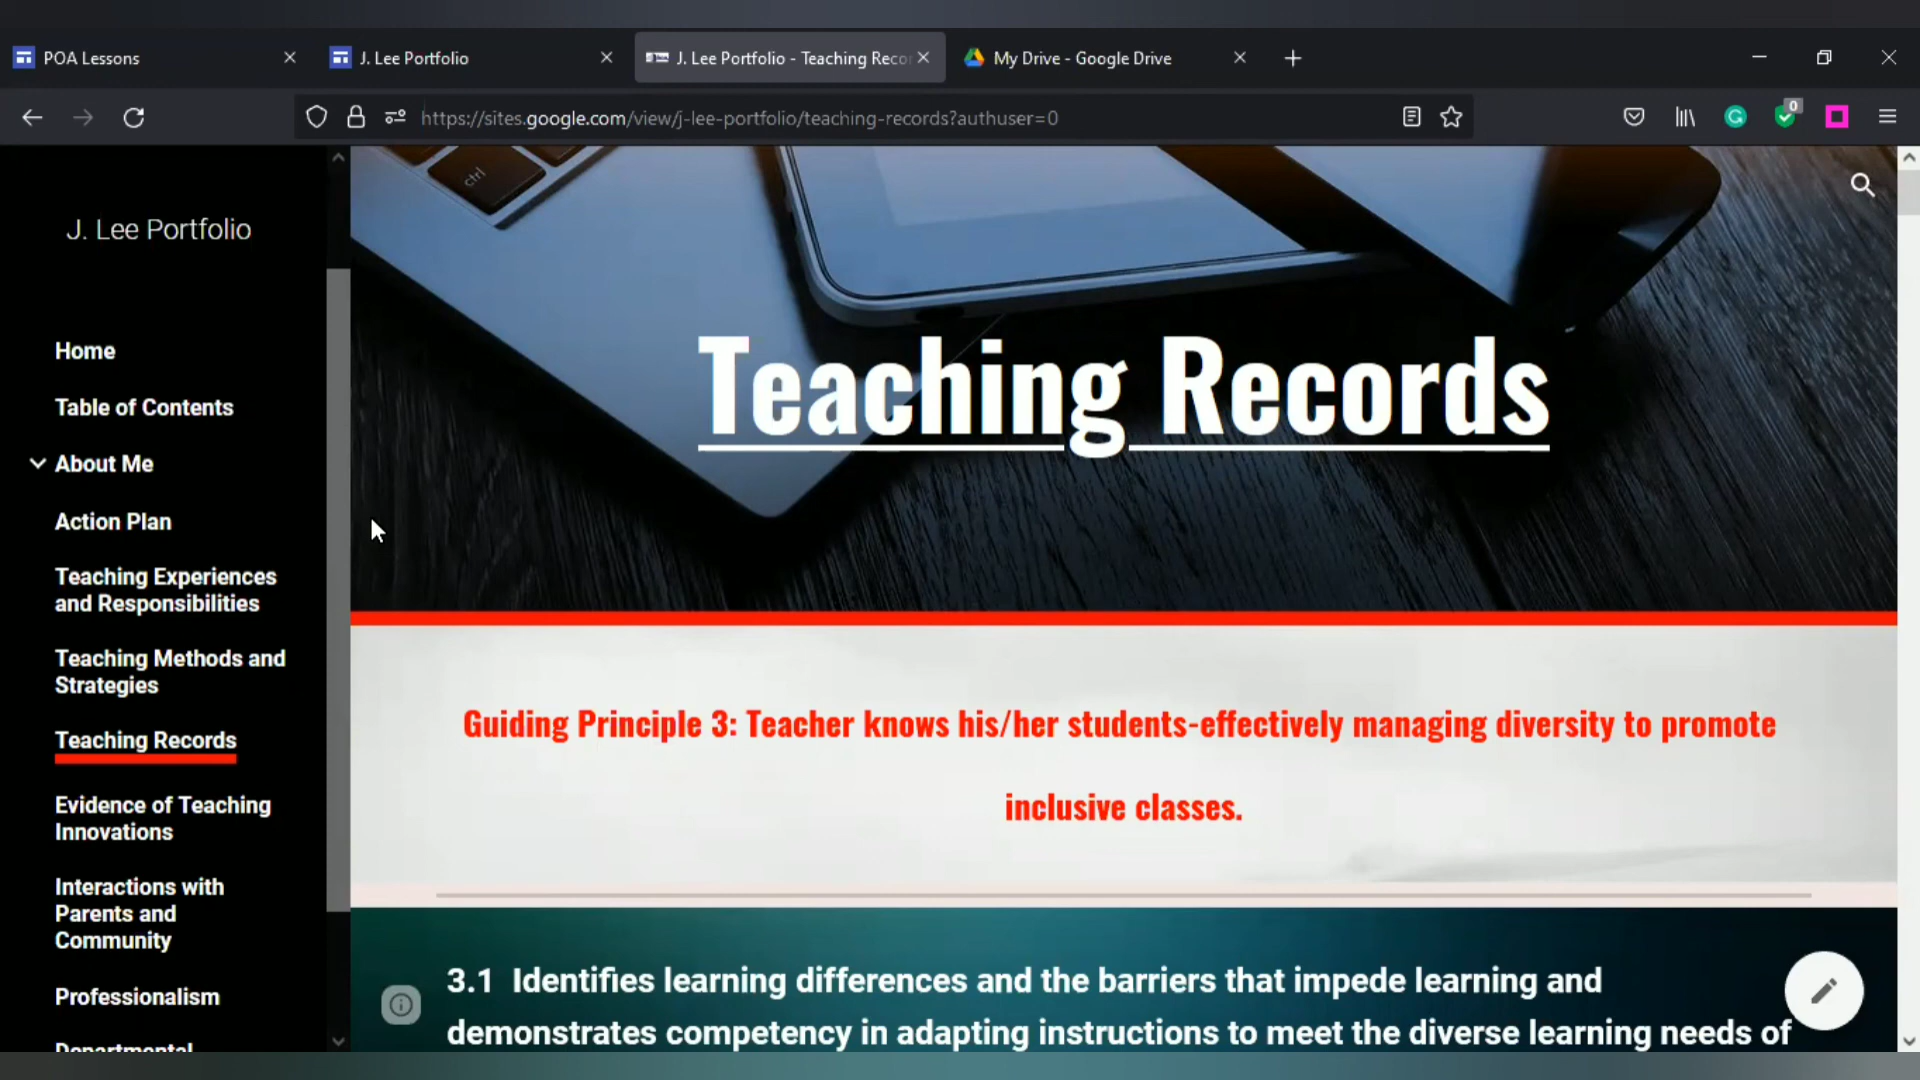 POA Lessons
J. Lee Portfolio
J. Lee Portfolio - Teaching Recor
My Drive - Google Drive
https://sites.google.com/view/j-lee-portfolio/teaching-records?authuser=0
0
ctrl
J. Lee Portfolio
Home
Table of Contents
About Me
Action Plan
Teaching Experiences
and Responsibilities
Teaching Methods and
Strategies
Teaching Records
Evidence of Teaching
Innovations
Interactions with
Parents and
Community
Professionalism
Departmental
Teaching Records
Guiding Principle 3: Teacher knows his/her students-effectively managing diversity to promote
inclusive classes.
3.1 Identifies learning differences and the barriers that impede learning and
demonstrates competency in adapting instructions to meet the diverse learning needs of